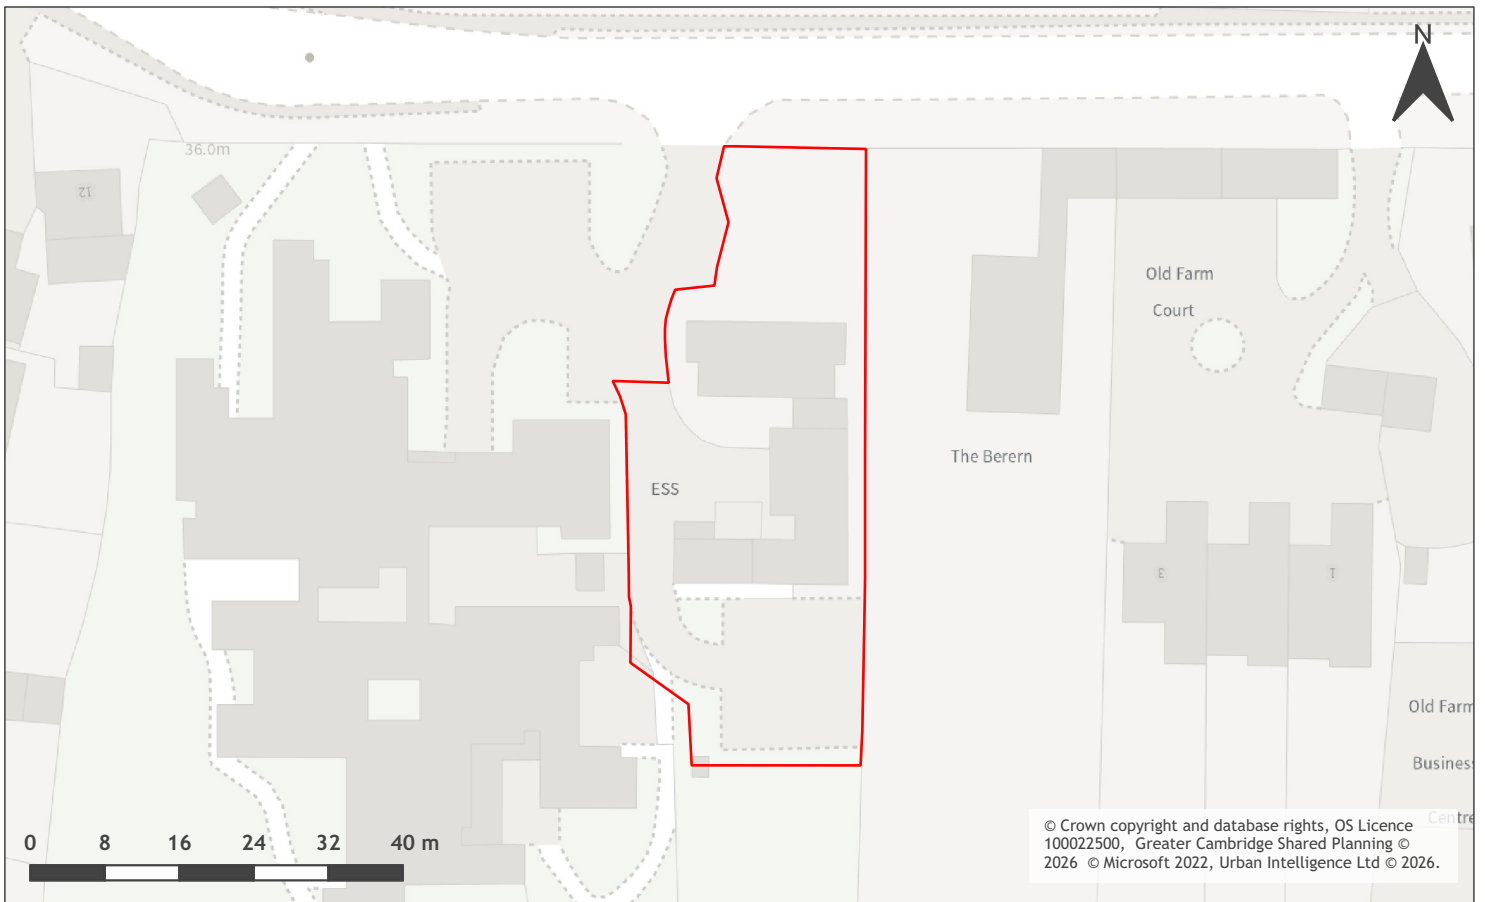 N
36.0m
12
Old Farm
Court
The Berern
ESS
3
1
Old Farm
Business
Centre
0 8 16 24 32 40 m
© Crown copyright and database rights, OS Licence
100022500, Greater Cambridge Shared Planning ©
2026 © Microsoft 2022, Urban Intelligence Ltd © 2026.